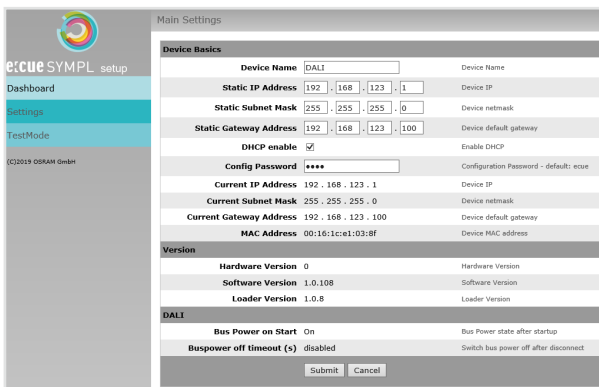 Main Settings
e:cue SYMPL setup
Dashboard
Settings
TestMode
(C)2019 OSRAM GmbH
Device Basics
Device Name DALI Device Name
Static IP Address 192 . 168 . 123 . 1 Device IP
Static Subnet Mask 255 . 255 . 255 . 0 Device netmask
Static Gateway Address 192 . 168 . 123 . 100 Device default gateway
DHCP enable Enable DHCP
Config Password •••• Configuration Password - default: ecue
Current IP Address 192 . 168 . 123 . 1 Device IP
Current Subnet Mask 255 . 255 . 255 . 0 Device netmask
Current Gateway Address 192 . 168 . 123 . 100 Device default gateway
MAC Address 00:16:1c:e1:03:8f Device MAC address
Version
Hardware Version 0 Hardware Version
Software Version 1.0.108 Software Version
Loader Version 1.0.8 Loader Version
DALI
Bus Power on Start On Bus Power state after startup
Buspower off timeout (s) disabled Switch bus power off after disconnect
Submit Cancel